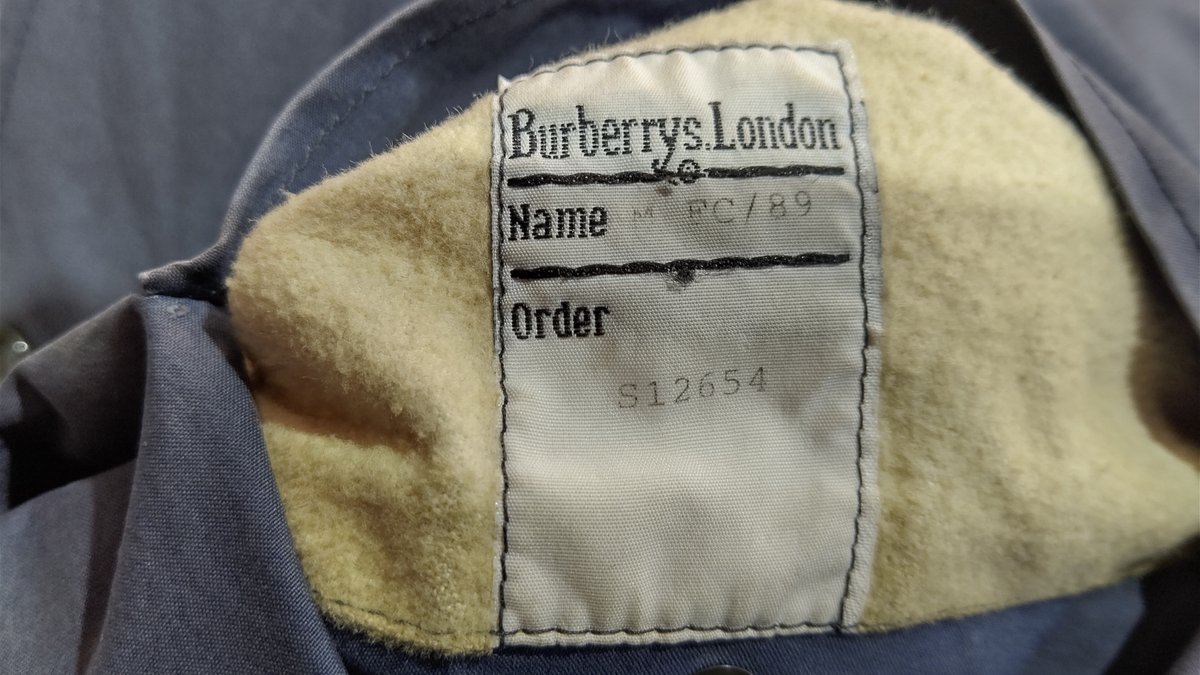 Burberrys.London
Name M FC/89
Order
S12654